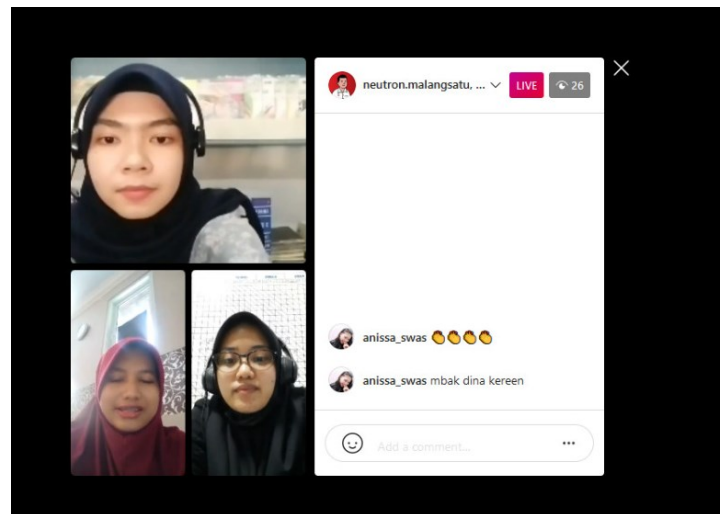 neutron.malangsatu, ...
LIVE
26
anissa_swas 👏👏👏👏
anissa_swas mbak dina kereen
Add a comment...